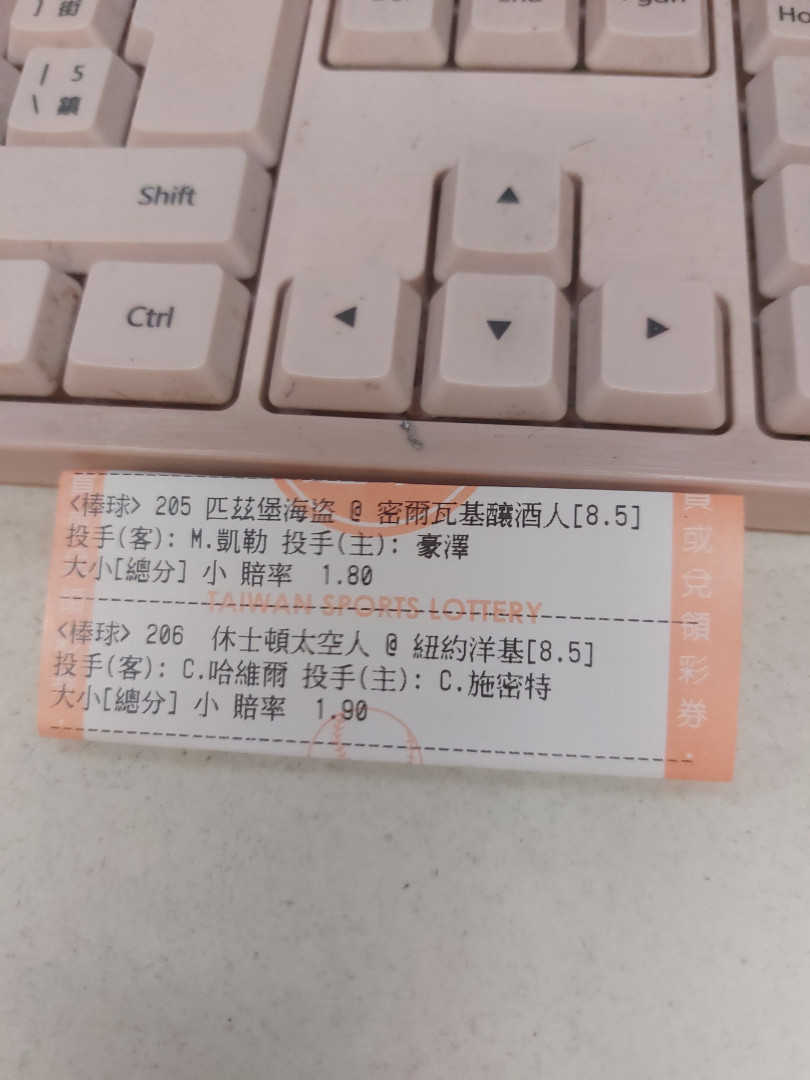 街
5
鎮
Shift
Ctrl
<棒球> 205 匹茲堡海盜 @ 密爾瓦基釀酒人[8.5]
投手(客): M.凱勒 投手(主): 豪澤
大小[總分] 小 賠率 1.80
TAIWAN SPORTS LOTTERY
<棒球> 206 休士頓太空人 @ 紐約洋基[8.5]
投手(客): C.哈維爾 投手(主): C.施密特
大小[總分] 小 賠率 1.90
或兌領彩券.